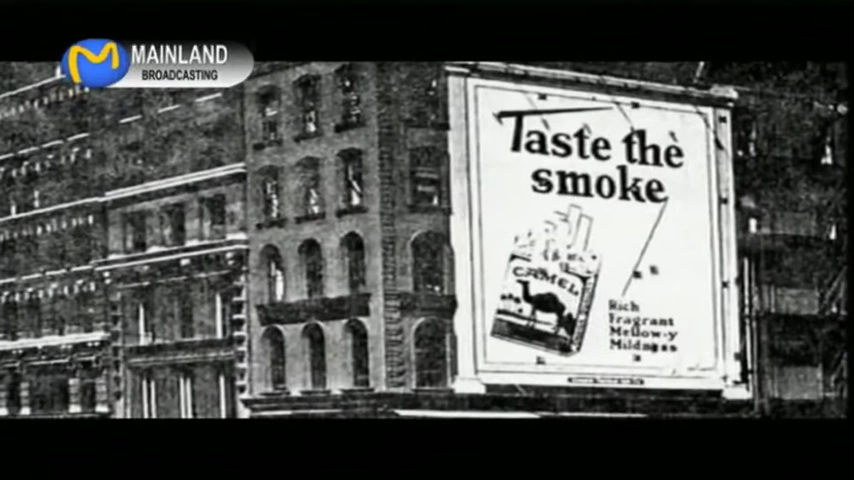 MAINLAND
BROADCASTING
Taste the
smoke
CAMEL
Rich
Fragrant
Mellow-y
Mildness